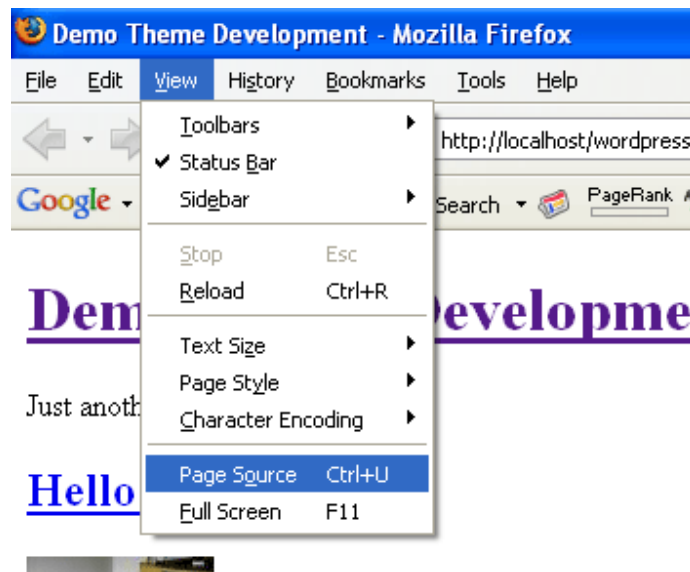 Demo Theme Development - Mozilla Firefox
File Edit View History Bookmarks Tools Help
Toolbars
http://localhost/wordpress
Status Bar
Google
Sidebar
Search
PageRank
Stop Esc
Reload Ctrl+R
Dem
evelopme
Text Size
Page Style
Just anoth
Character Encoding
Page Source Ctrl+U
Hello
Full Screen F11